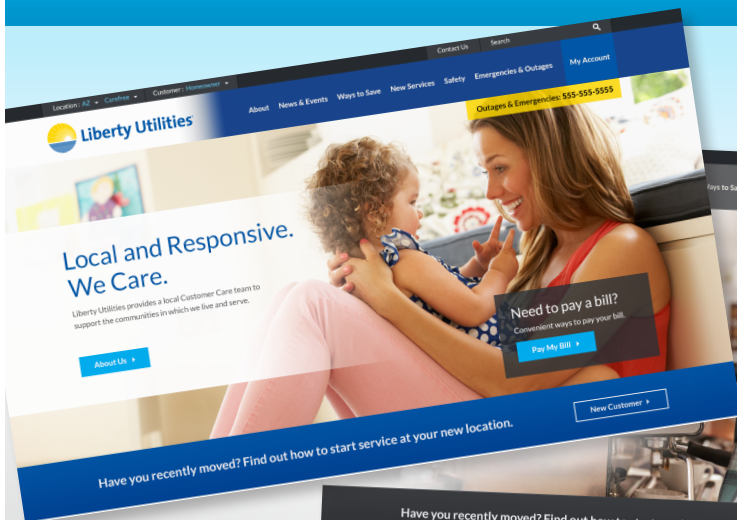 Contact Us Search
Location : AZ Carefree Customer : Homeowner
About News & Events Ways to Save New Services Safety Emergencies & Outages My Account
Liberty Utilities
Outages & Emergencies: 555-555-5555
Local and Responsive.
We Care.
Liberty Utilities provides a local Customer Care team to
support the communities in which we live and serve.
About Us
Need to pay a bill?
Convenient ways to pay your bill.
Pay My Bill
Have you recently moved? Find out how to start service at your new location.
New Customer
Have you recently moved? Find out